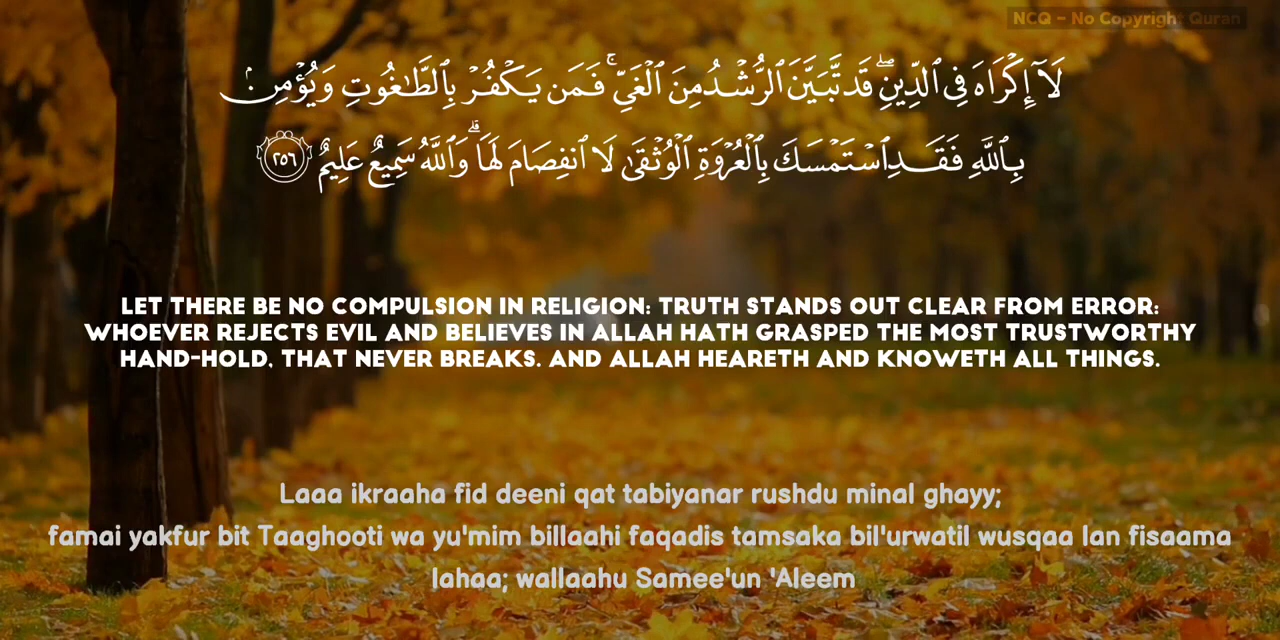 NCQ - No Copyright Quran
لَآ إِكْرَاهَ فِى ٱلدِّينِ ۖ قَد تَّبَيَّنَ ٱلرُّشْدُ مِنَ ٱلْغَىِّ ۚ فَمَن يَكْفُرْ بِٱلطَّـٰغُوتِ وَيُؤْمِنۢ
بِٱللَّهِ فَقَدِ ٱسْتَمْسَكَ بِٱلْعُرْوَةِ ٱلْوُثْقَىٰ لَا ٱنفِصَامَ لَهَا ۗ وَٱللَّهُ سَمِيعٌ عَلِيمٌ ٢٥٦
LET THERE BE NO COMPULSION IN RELIGION: TRUTH STANDS OUT CLEAR FROM ERROR:
WHOEVER REJECTS EVIL AND BELIEVES IN ALLAH HATH GRASPED THE MOST TRUSTWORTHY
HAND-HOLD, THAT NEVER BREAKS. AND ALLAH HEARETH AND KNOWETH ALL THINGS.
Laaa ikraaha fid deeni qat tabiyanar rushdu minal ghayy;
famai yakfur bit Taaghooti wa yu'mim billaahi faqadis tamsaka bil'urwatil wusqaa lan fisaama
lahaa; wallaahu Samee'un 'Aleem